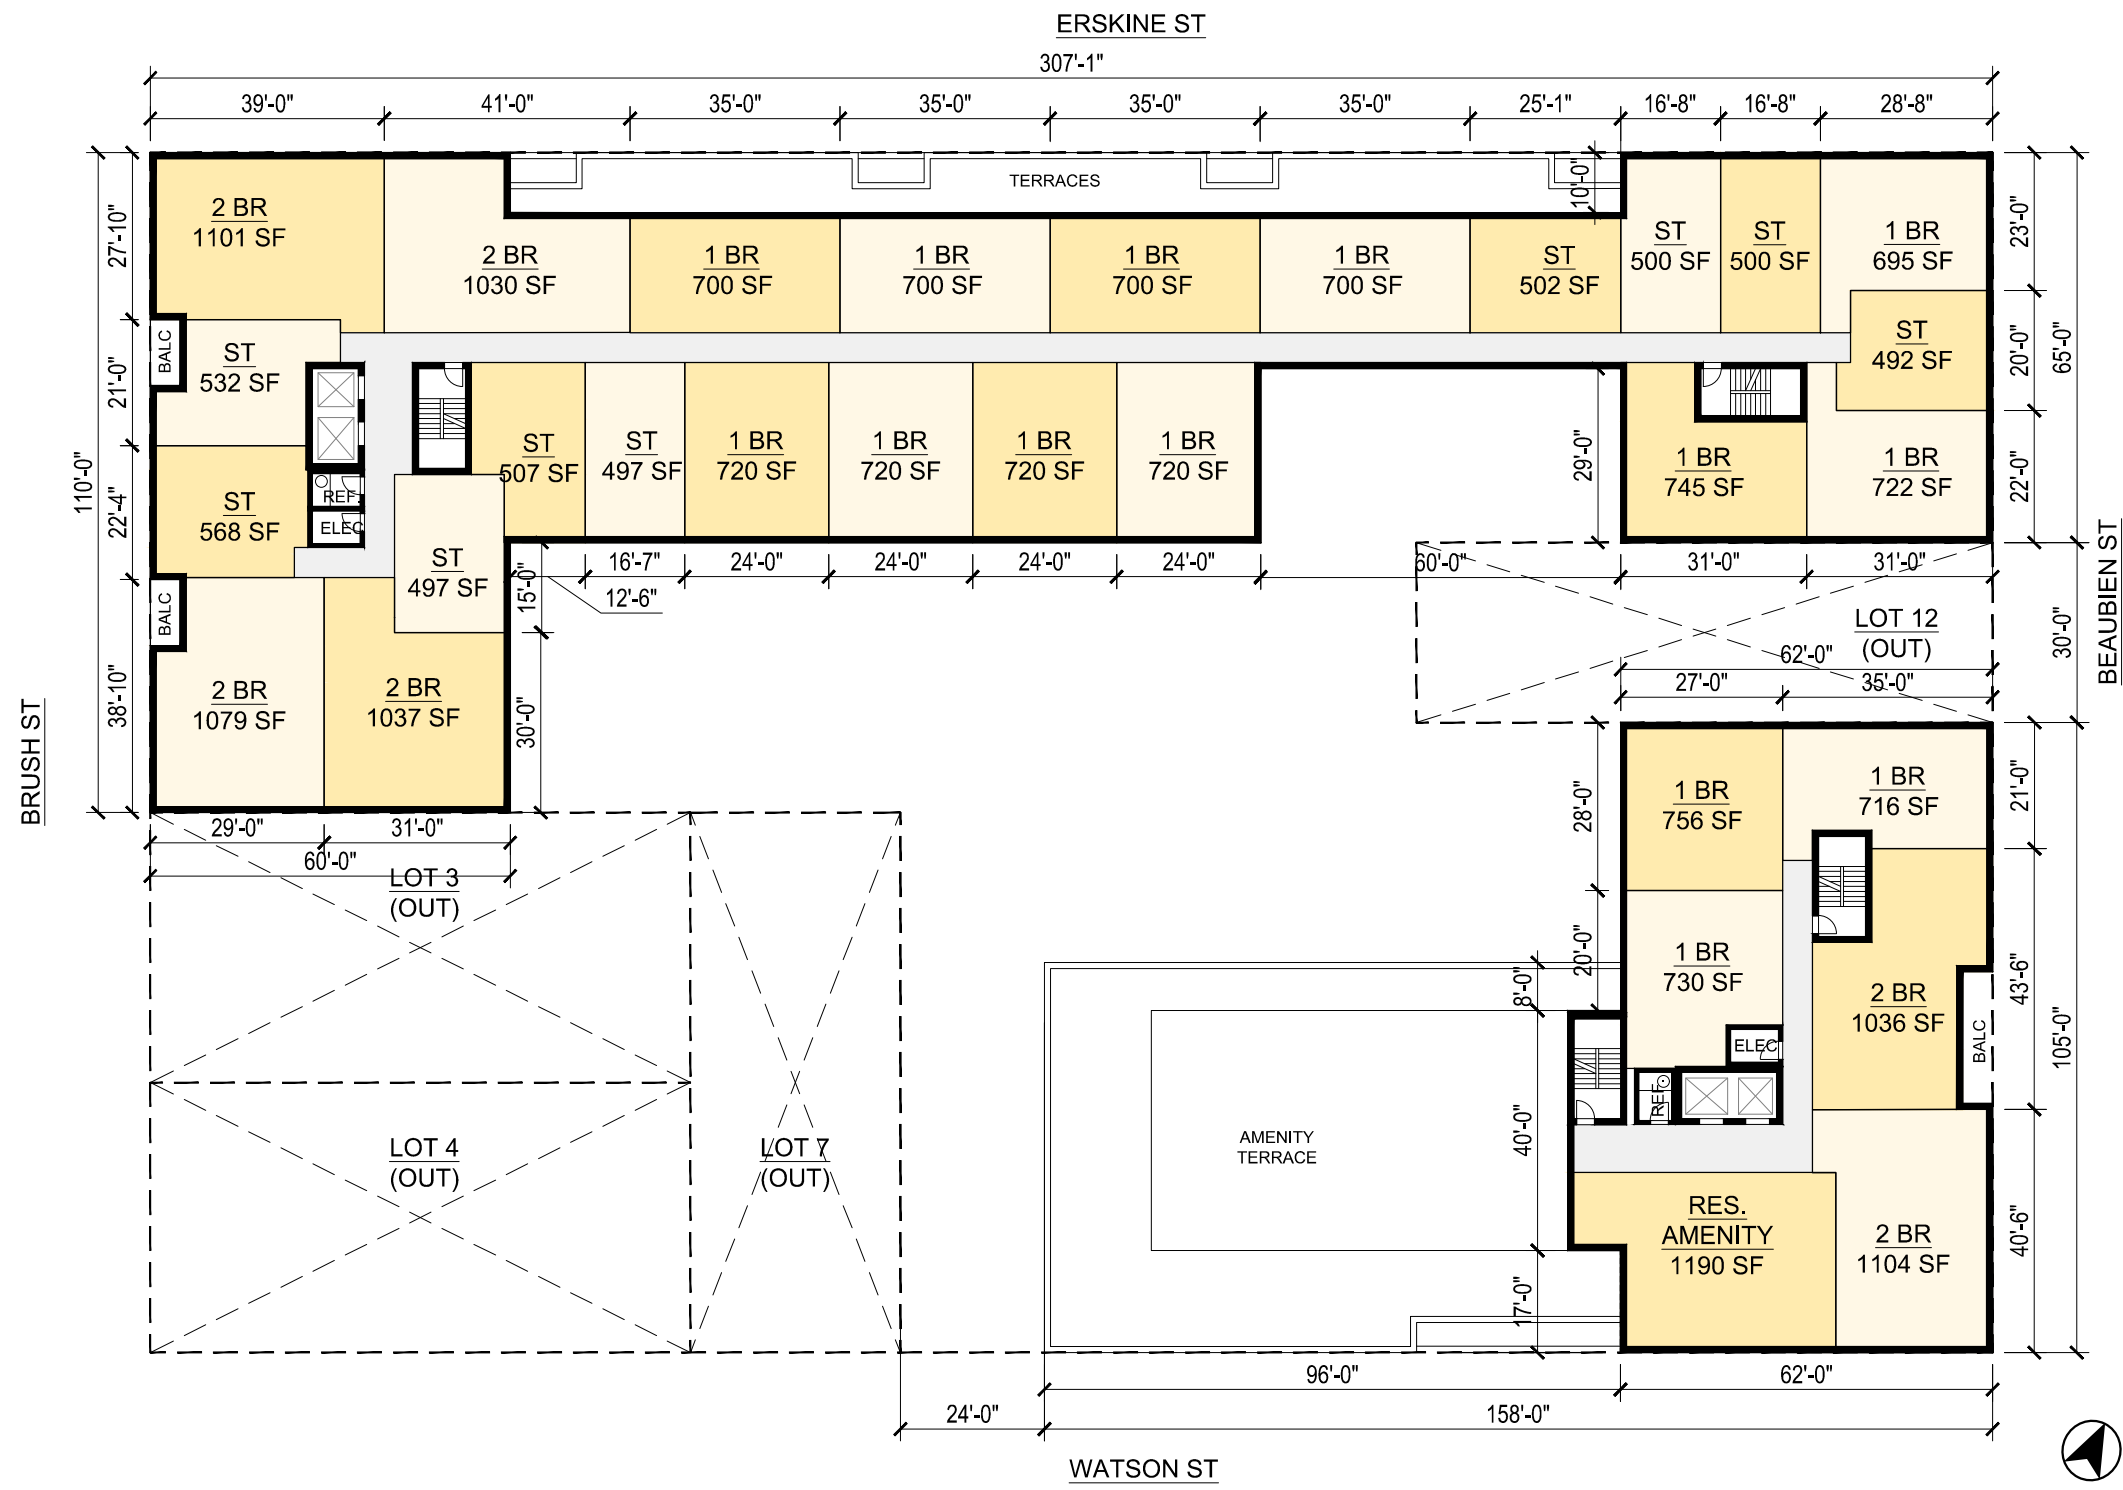 ERSKINE ST
307'-1"
39'-0"
41'-0"
35'-0"
35'-0"
35'-0"
35'-0"
25'-1"
16'-8"
16'-8"
28'-8"
110'-0"
27'-10"
21'-0"
22'-4"
38'-10"
BRUSH ST
2 BR
1101 SF
2 BR
1030 SF
TERRACES
10'-0"
1 BR
700 SF
1 BR
700 SF
1 BR
700 SF
1 BR
700 SF
ST
502 SF
ST
500 SF
ST
500 SF
1 BR
695 SF
ST
492 SF
23'-0"
20'-0"
22'-0"
65'-0"
30'-0"
BEAUBIEN ST
BALC
ST
532 SF
ST
568 SF
REF.
ELEC
ST
507 SF
ST
497 SF
1 BR
720 SF
1 BR
720 SF
1 BR
720 SF
1 BR
720 SF
29'-0"
1 BR
745 SF
1 BR
722 SF
ST
497 SF
15'-0"
30'-0"
12'-6"
16'-7"
24'-0"
24'-0"
24'-0"
24'-0"
60'-0"
31'-0"
31'-0"
LOT 12
(OUT)
62'-0"
27'-0"
35'-0"
BALC
2 BR
1079 SF
2 BR
1037 SF
29'-0"
31'-0"
60'-0"
LOT 3
(OUT)
LOT 4
(OUT)
LOT 7
(OUT)
28'-0"
20'-0"
1 BR
756 SF
1 BR
716 SF
1 BR
730 SF
2 BR
1036 SF
BALC
ELEC
REF.
21'-0"
43'-6"
40'-6"
105'-0"
8'-0"
40'-0"
17'-0"
AMENITY
TERRACE
RES.
AMENITY
1190 SF
2 BR
1104 SF
96'-0"
62'-0"
24'-0"
158'-0"
WATSON ST